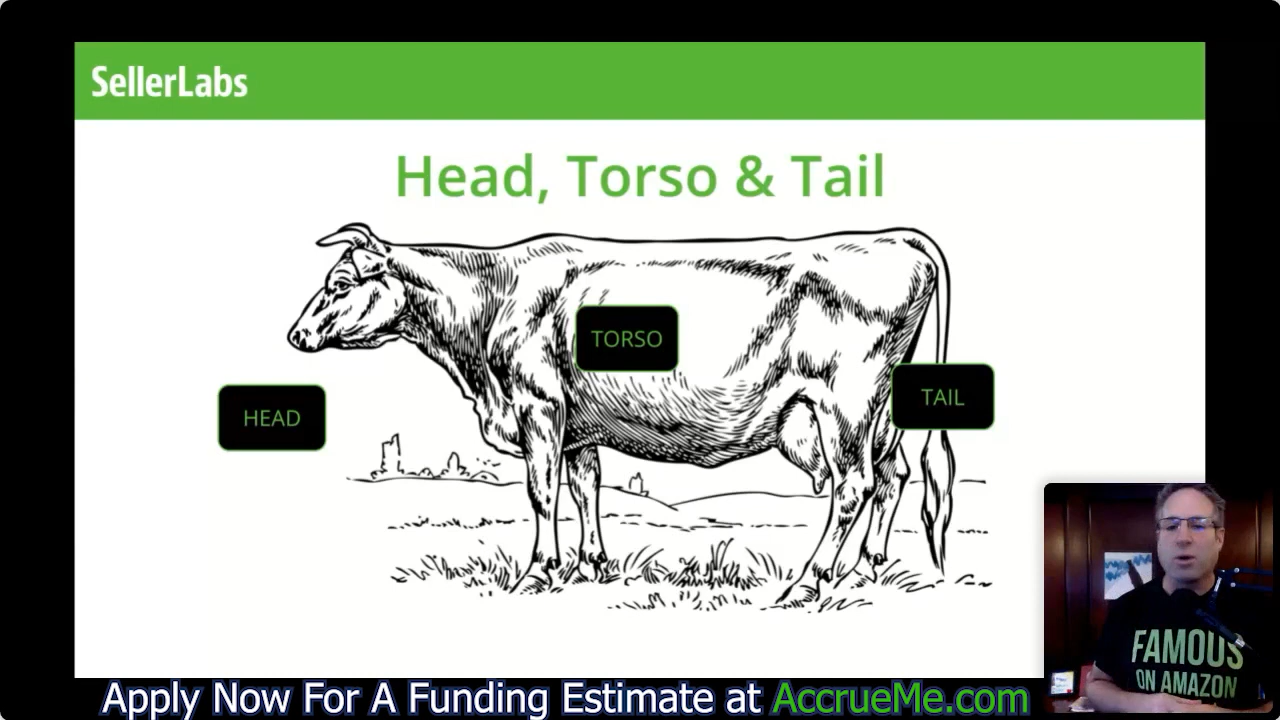 SellerLabs
Head, Torso & Tail
TORSO
TAIL
HEAD
FAMOUS
ON AMAZON
Apply Now For A Funding Estimate at AccrueMe.com